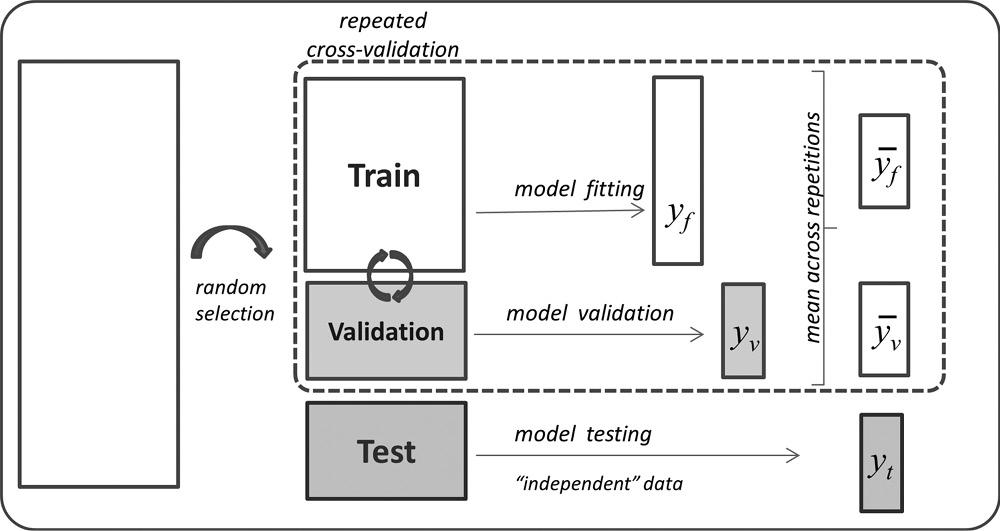 repeated
cross-validation
Train
model fitting
y_f
mean across repetitions
ȳ_f
random
selection
Validation
model validation
y_v
ȳ_v
Test
model testing
"independent" data
y_t